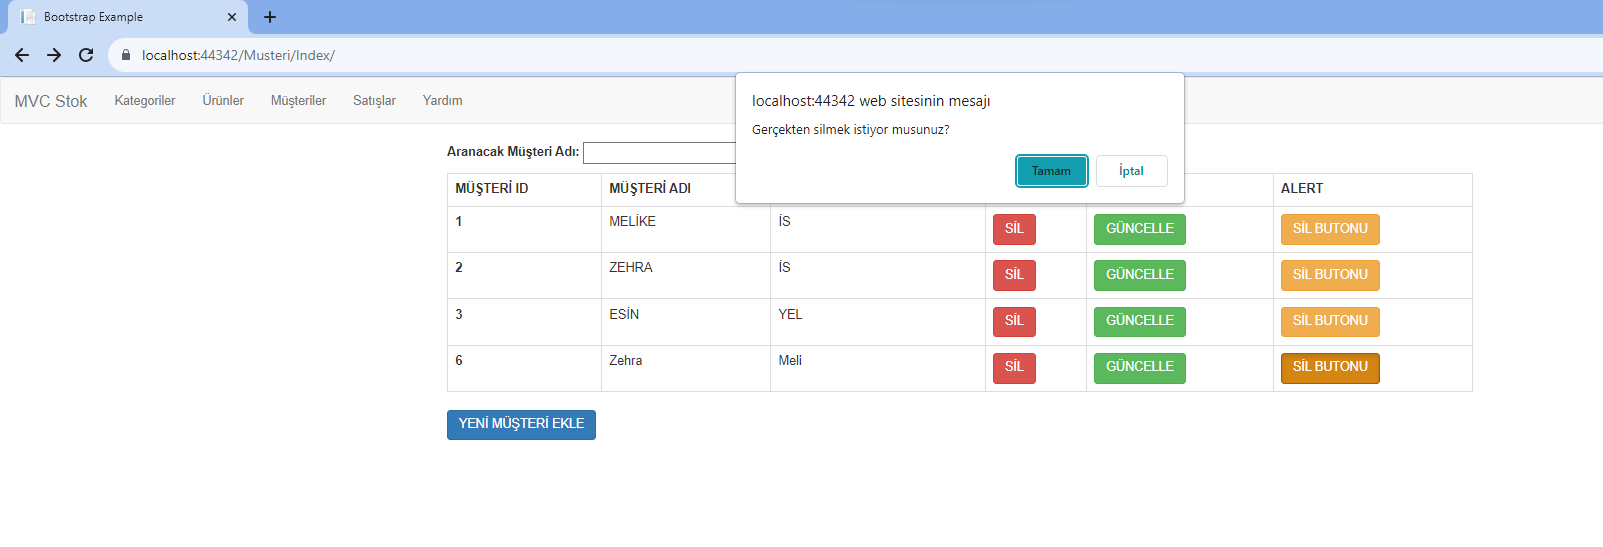 Bootstrap Example
localhost:44342/Musteri/Index/
MVC Stok Kategoriler Ürünler Müşteriler Satışlar Yardım
localhost:44342 web sitesinin mesajı
Gerçekten silmek istiyor musunuz?
Tamam İptal
Aranacak Müşteri Adı:
MÜŞTERİ ID MÜŞTERİ ADI ALERT
1 MELİKE İS SİL GÜNCELLE SİL BUTONU
2 ZEHRA İS SİL GÜNCELLE SİL BUTONU
3 ESİN YEL SİL GÜNCELLE SİL BUTONU
6 Zehra Meli SİL GÜNCELLE SİL BUTONU
YENİ MÜŞTERİ EKLE